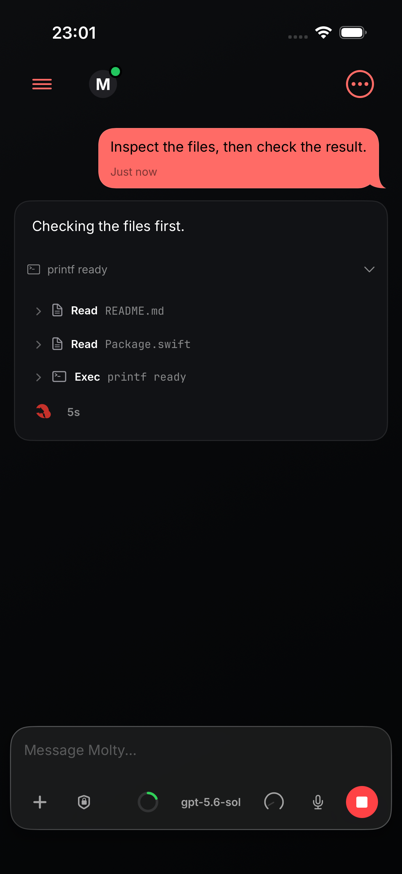 23:01
M
Inspect the files, then check the result.
Just now
Checking the files first.
printf ready
Read README.md
Read Package.swift
Exec printf ready
5s
Message Molty...
gpt-5.6-sol